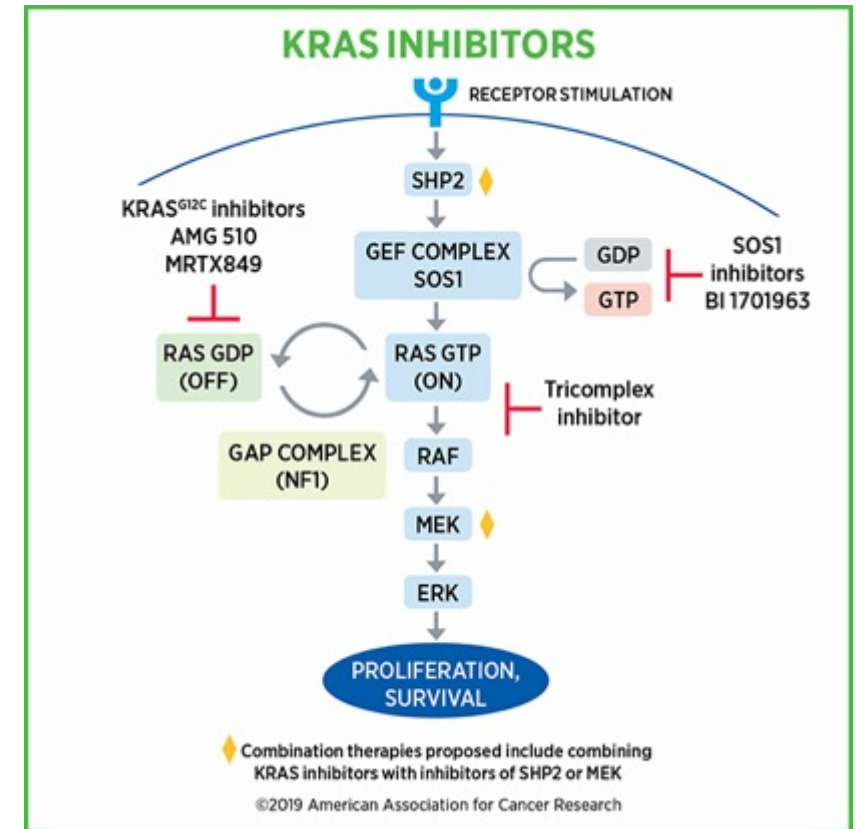 KRAS INHIBITORS
RECEPTOR STIMULATION
SHP2
KRASG12C inhibitors
AMG 510
MRTX849
GEF COMPLEX
SOS1
GDP
GTP
SOS1
inhibitors
BI 1701963
RAS GDP
(OFF)
RAS GTP
(ON)
Tricomplex
inhibitor
GAP COMPLEX
(NF1)
RAF
MEK
ERK
PROLIFERATION,
SURVIVAL
Combination therapies proposed include combining
KRAS inhibitors with inhibitors of SHP2 or MEK
©2019 American Association for Cancer Research